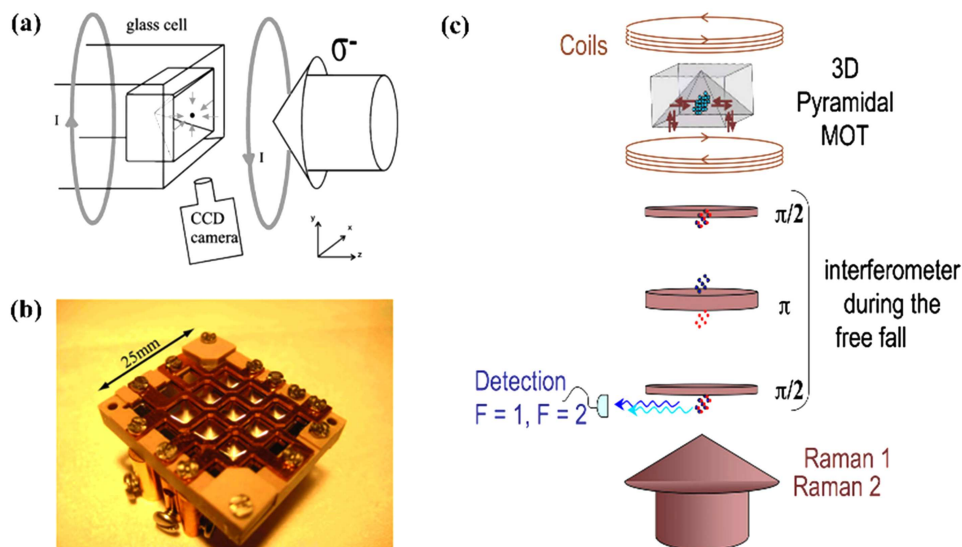 (a)
glass cell
σ-
I
I
CCD
camera
y
x
z
(b)
25mm
(c)
Coils
3D
Pyramidal
MOT
π/2
π
interferometer
during the
free fall
π/2
Detection
F = 1, F = 2
Raman 1
Raman 2